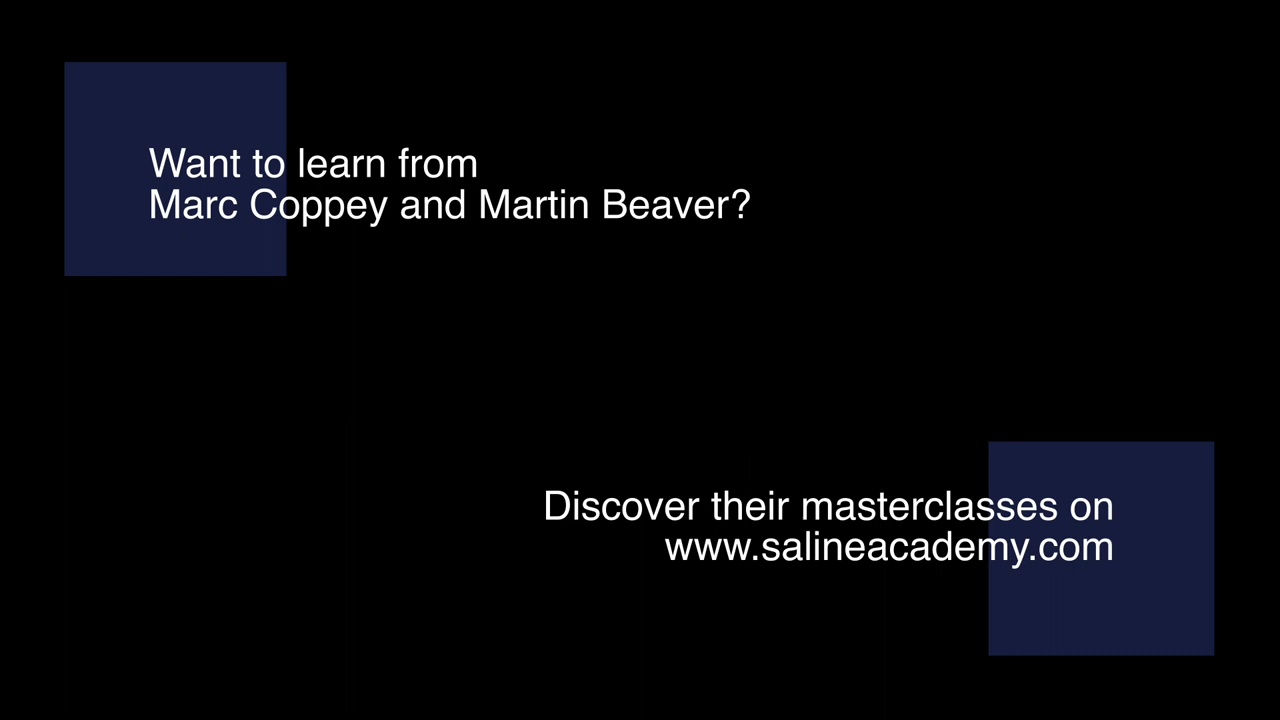 Want to learn from
Marc Coppey and Martin Beaver?
Discover their masterclasses on
www.salineacademy.com